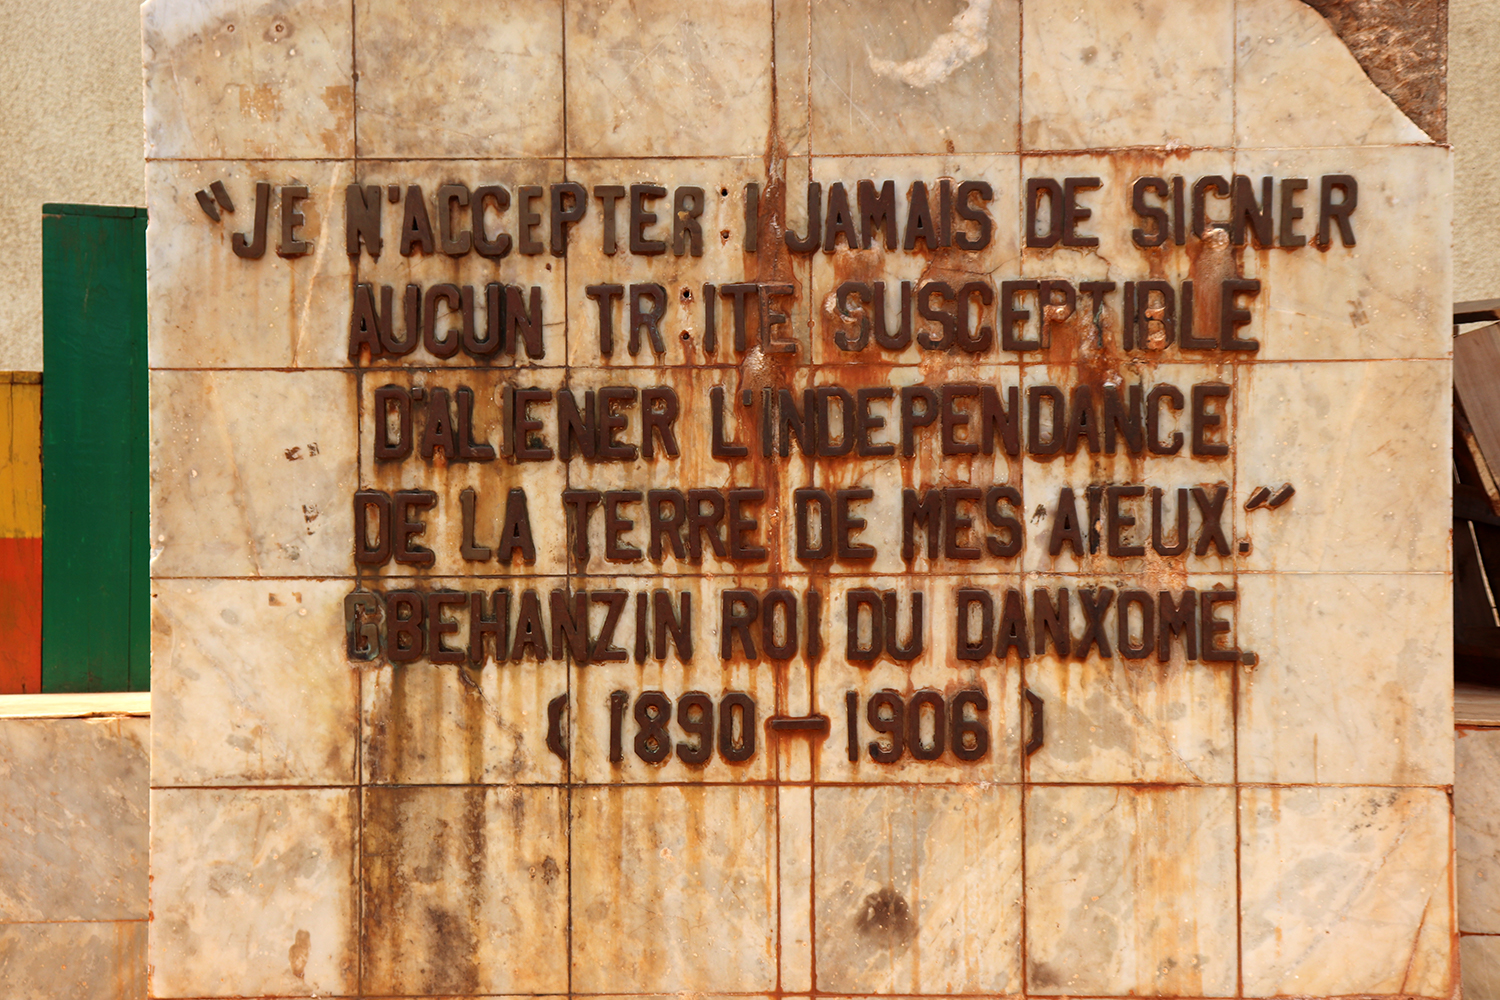 "JE N'ACCEPTER I JAMAIS DE SIGNER
AUCUN TR ITE SUSCEPTIBLE
D'ALIENER L'INDEPENDANCE
DE LA TERRE DE MES AIEUX."
GBEHANZIN ROI DU DANXOMÉ.
( 1890 – 1906 )